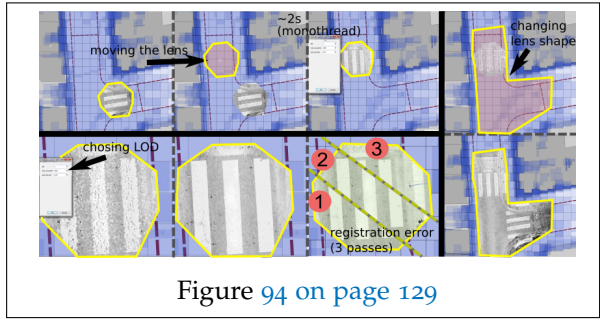 ~2s
(monothread)
moving the lens
changing
lens shape
chosing LOD
1
2
3
registration error
(3 passes)
Figure 94 on page 129